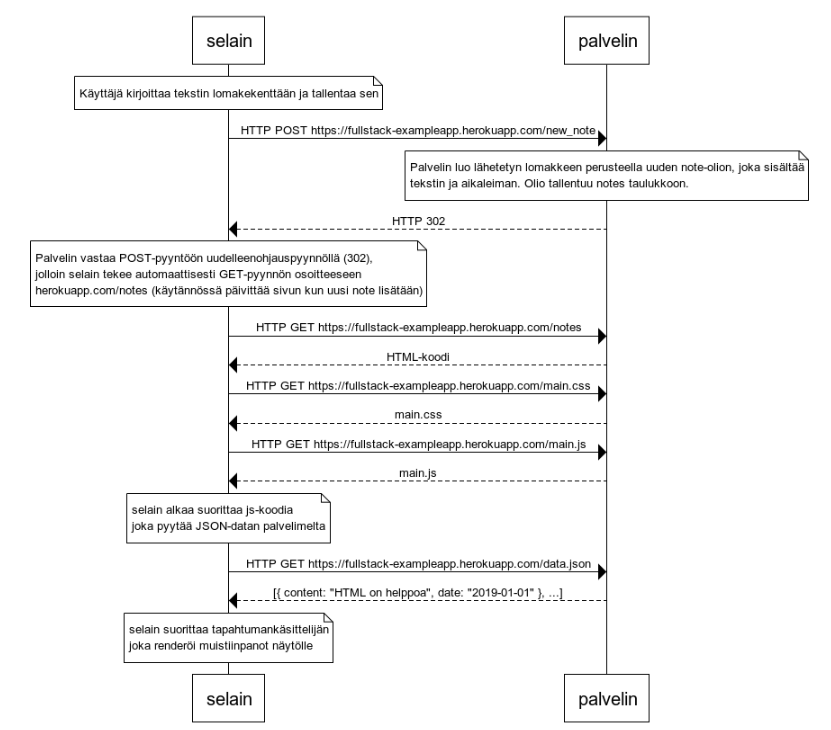 selain
palvelin
Käyttäjä kirjoittaa tekstin lomakekenttään ja tallentaa sen
HTTP POST https://fullstack-exampleapp.herokuapp.com/new_note
Palvelin luo lähetetyn lomakkeen perusteella uuden note-olion, joka sisältää
tekstin ja aikaleiman. Olio tallentuu notes taulukkoon.
HTTP 302
Palvelin vastaa POST-pyyntöön uudelleenohjauspyynnöllä (302),
jolloin selain tekee automaattisesti GET-pyynnön osoitteeseen
herokuapp.com/notes (käytännössä päivittää sivun kun uusi note lisätään)
HTTP GET https://fullstack-exampleapp.herokuapp.com/notes
HTML-koodi
HTTP GET https://fullstack-exampleapp.herokuapp.com/main.css
main.css
HTTP GET https://fullstack-exampleapp.herokuapp.com/main.js
main.js
selain alkaa suorittaa js-koodia
joka pyytää JSON-datan palvelimelta
HTTP GET https://fullstack-exampleapp.herokuapp.com/data.json
[{ content: "HTML on helppoa", date: "2019-01-01" }, ...]
selain suorittaa tapahtumankäsittelijän
joka renderöi muistiinpanot näytölle
selain
palvelin